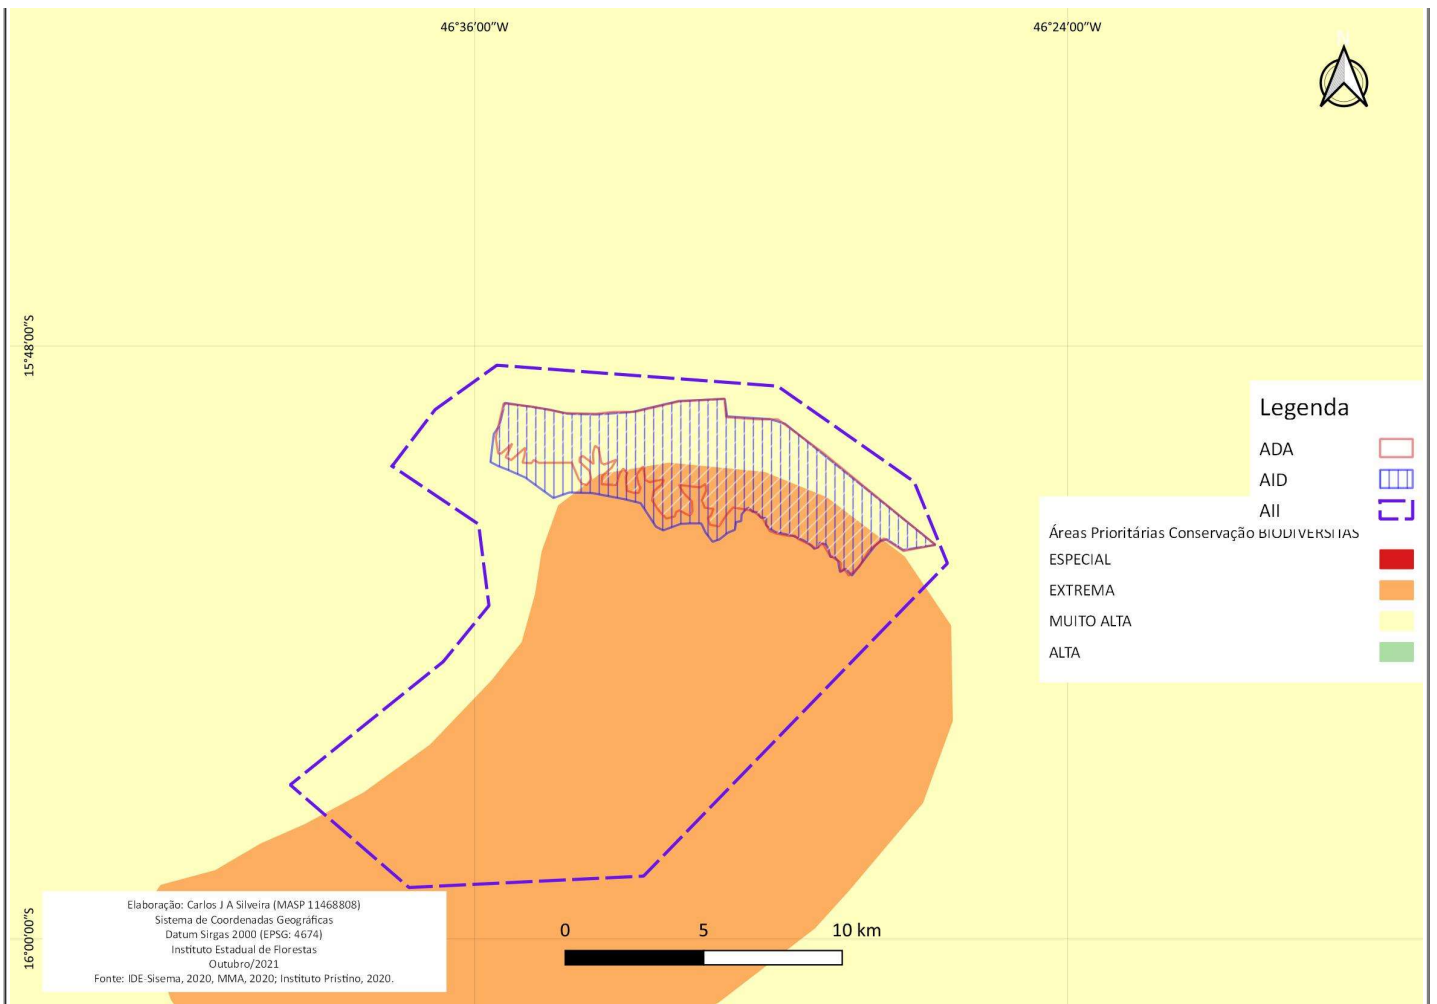 46°36'00"W
46°24'00"W
15°48'00"S
Legenda
ADA
AID
AII
Áreas Prioritárias Conservação BIODIVERSITAS
ESPECIAL
EXTREMA
MUITO ALTA
ALTA
16°00'00"S
Elaboração: Carlos J A Silveira (MASP 11468808)
Sistema de Coordenadas Geográficas
Datum Sirgas 2000 (EPSG: 4674)
Instituto Estadual de Florestas
Outubro/2021
Fonte: IDE-Sisema, 2020, MMA, 2020; Instituto Prístino, 2020.
0
5
10 km